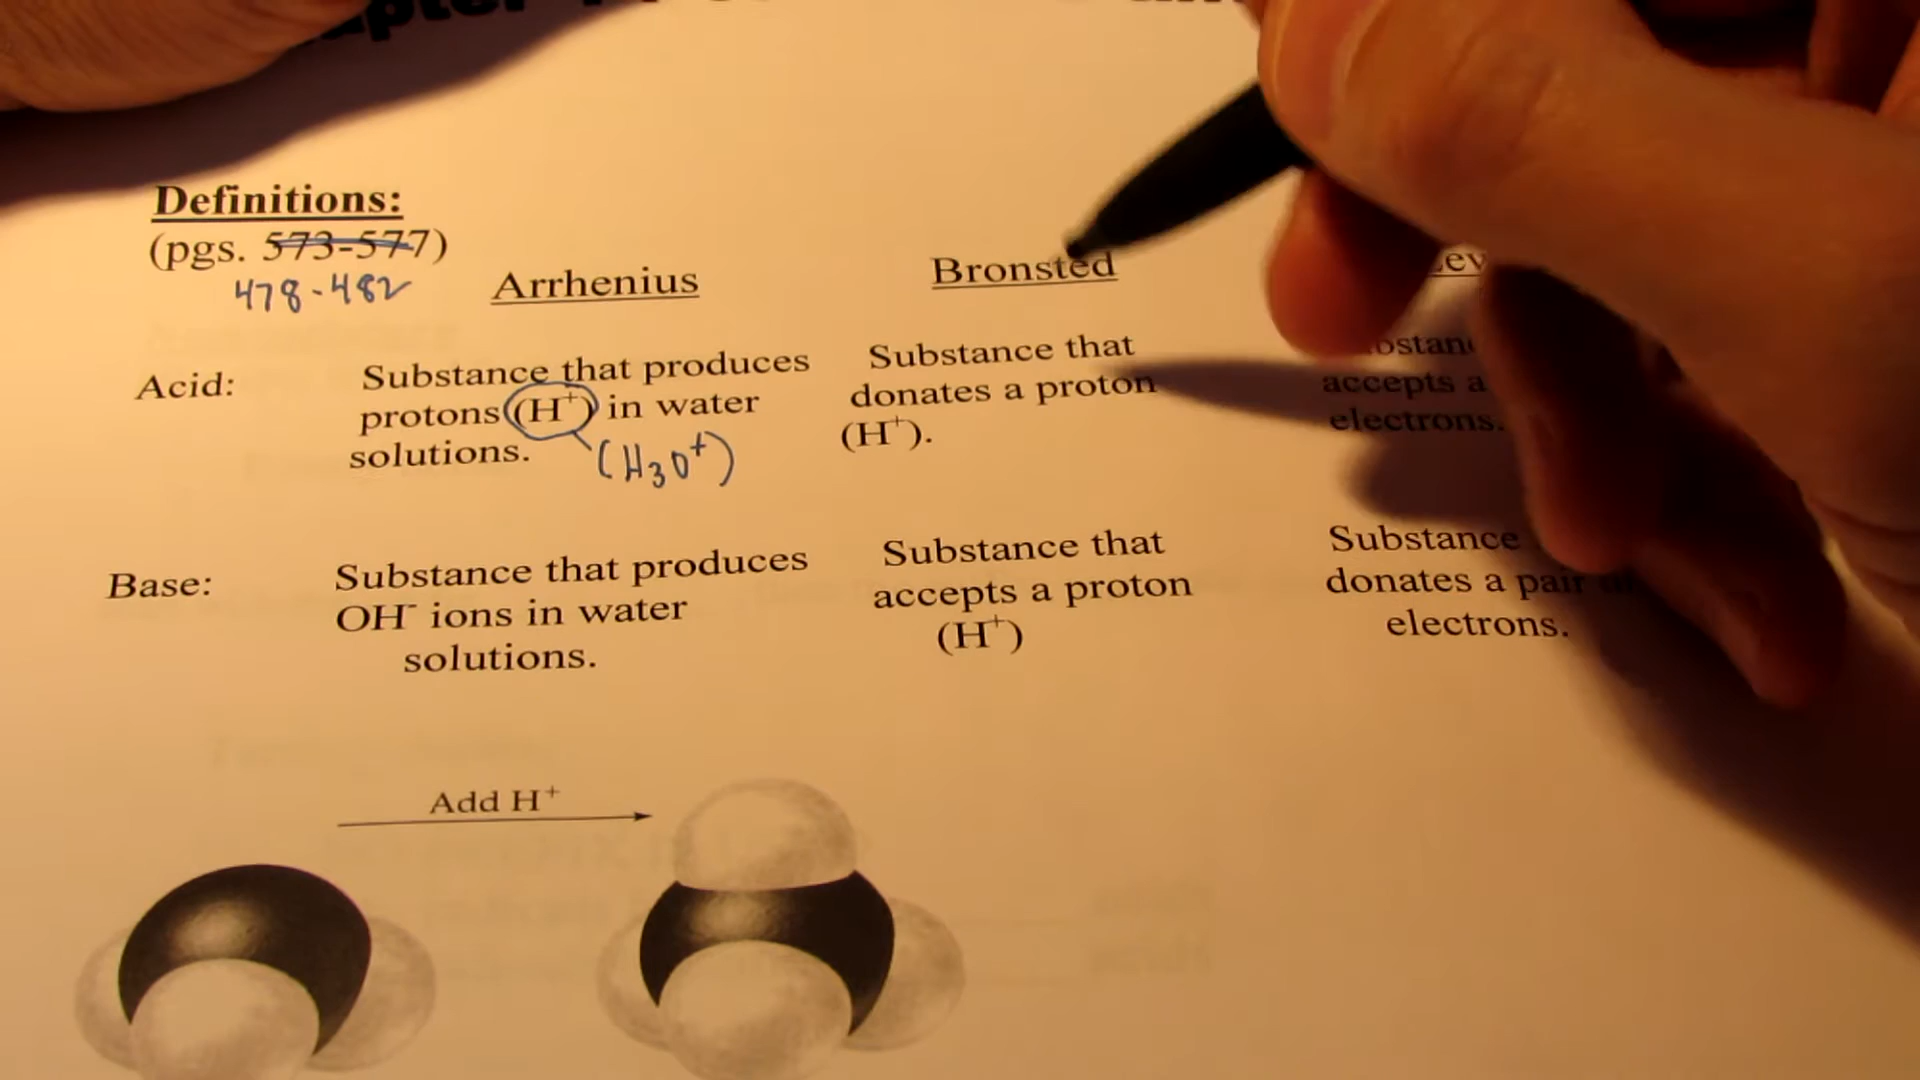 Definitions:
(pgs. 573-577)
478-482
Arrhenius
Bronsted
Acid:
Substance that produces
protons (H⁺) in water
solutions.
(H₃O⁺)
Substance that
donates a proton
(H⁺).
accepts a
electrons.
Base:
Substance that produces
OH⁻ ions in water
solutions.
Substance that
accepts a proton
(H⁺)
Substance
donates a pair
electrons.
Add H⁺